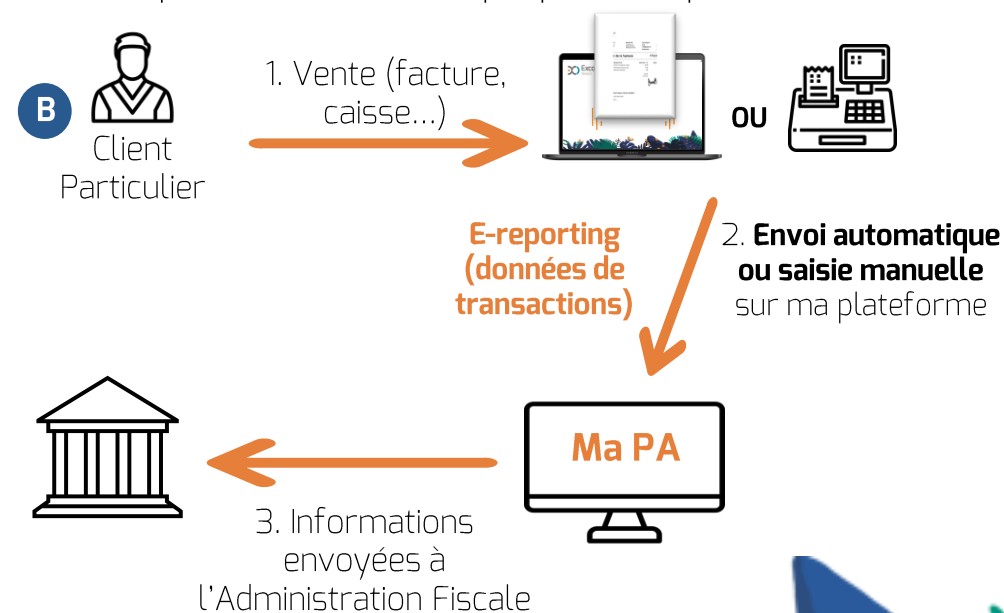 B
Client
Particulier
1. Vente (facture,
caisse...)
OU
E-reporting
(données de
transactions)
2. Envoi automatique
ou saisie manuelle
sur ma plateforme
Ma PA
3. Informations
envoyées à
l'Administration Fiscale